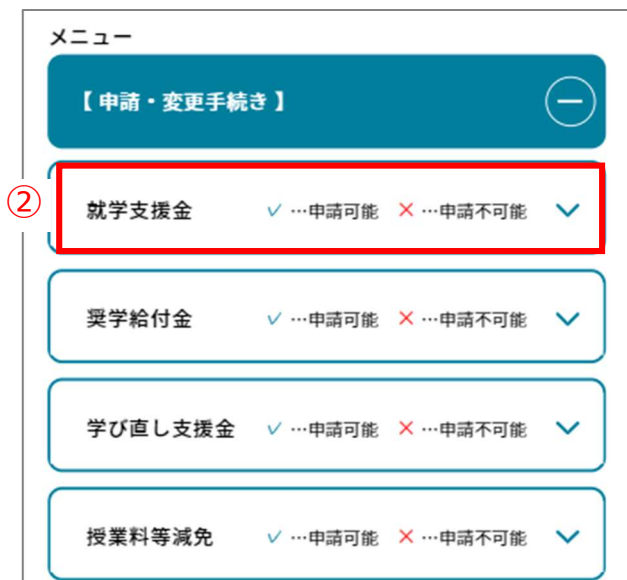 メニュー
【 申請・変更手続き 】
②
就学支援金 ✓ …申請可能 × …申請不可能
奨学給付金 ✓ …申請可能 × …申請不可能
学び直し支援金 ✓ …申請可能 × …申請不可能
授業料等減免 ✓ …申請可能 × …申請不可能